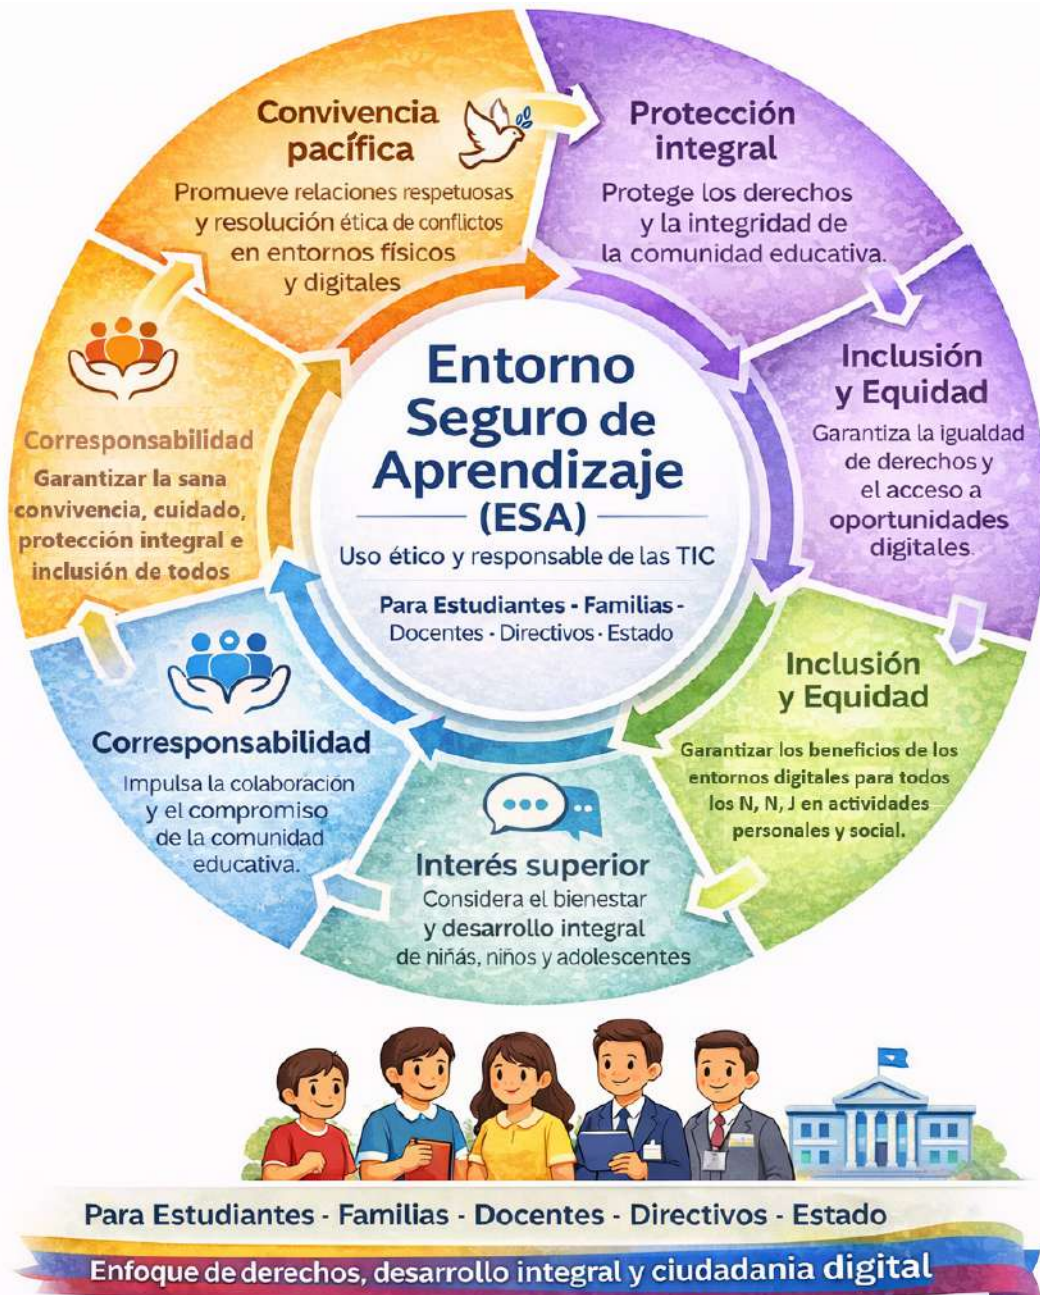 Convivencia
pacífica
Promueve relaciones respetuosas
y resolución ética de conflictos
en entornos físicos
y digitales
Protección
integral
Protege los derechos
y la integridad de
la comunidad educativa.
Inclusión
y Equidad
Garantiza la igualdad
de derechos y
el acceso a
oportunidades
digitales.
Inclusión
y Equidad
Garantizar los beneficios de los
entornos digitales para todos
los N, N, J en actividades
personales y social.
Interés superior
Considera el bienestar
y desarrollo integral
de niñás, niños y adolescentes
Corresponsabilidad
Impulsa la colaboración
y el compromiso
de la comunidad
educativa.
Corresponsabilidad
Garantizar la sana
convivencia, cuidado,
protección integral e
inclusión de todos
Entorno
Seguro de
Aprendizaje
(ESA)
Uso ético y responsable de las TIC
Para Estudiantes - Familias -
Docentes - Directivos · Estado
Para Estudiantes - Familias - Docentes - Directivos - Estado
Enfoque de derechos, desarrollo integral y ciudadania digital